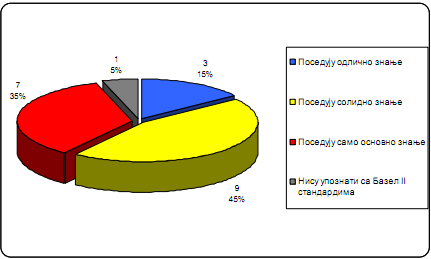 1
5%
3
15%
7
35%
9
45%
Поседују одлично знање
Поседују солидно знање
Поседују само основно знање
Нису упознати са Базел II
стандардима